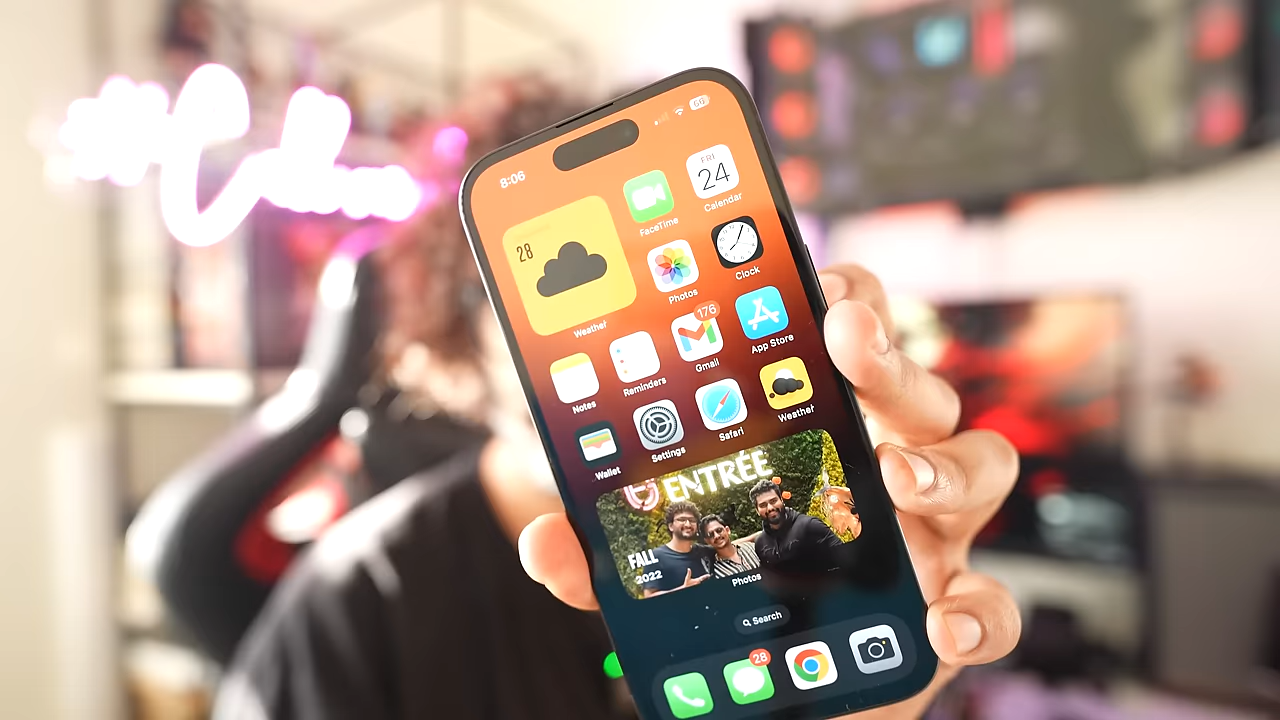 8:06
60
28
Weather
FaceTime
FRI
24
Calendar
Photos
Clock
Notes
Reminders
176
Gmail
App Store
Wallet
Settings
Safari
Weather
ENTRÉE
FALL
2022
Photos
Search
28